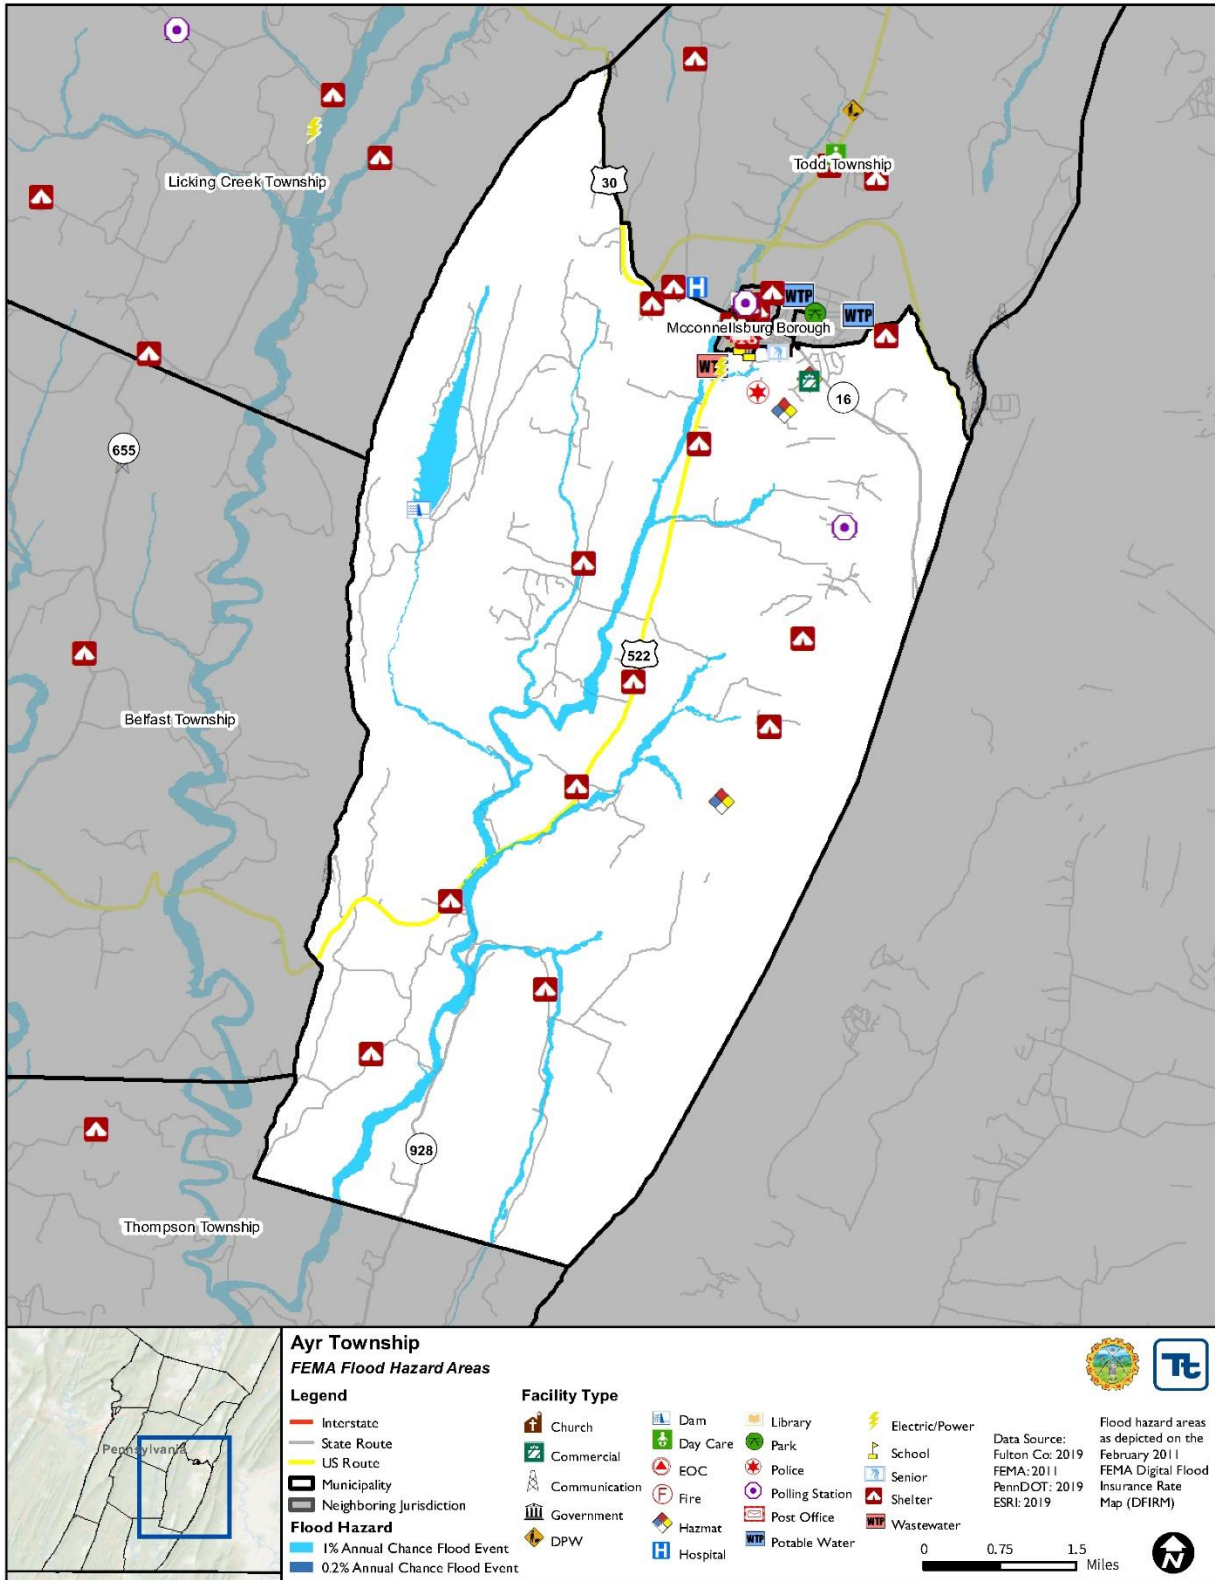 Todd Township
Licking Creek Township
30
WTP
WTP
Mcconnellsburg Borough
16
655
522
Belfast Township
928
Thompson Township
Pennsylvania
Ayr Township
FEMA Flood Hazard Areas
Legend
Interstate
State Route
US Route
Municipality
Neighboring Jurisdiction
Flood Hazard
1% Annual Chance Flood Event
0.2% Annual Chance Flood Event
Facility Type
Church
Commercial
Communication
Government
DPW
Dam
Day Care
EOC
Fire
Hazmat
Hospital
Library
Park
Police
Polling Station
Post Office
WTP Potable Water
Electric/Power
School
Senior
Shelter
WTP Wastewater
Data Source:
Fulton Co: 2019
FEMA: 2011
PennDOT: 2019
ESRI: 2019
Tt
Flood hazard areas
as depicted on the
February 2011
FEMA Digital Flood
Insurance Rate
Map (DFIRM)
0 0.75 1.5
Miles
N